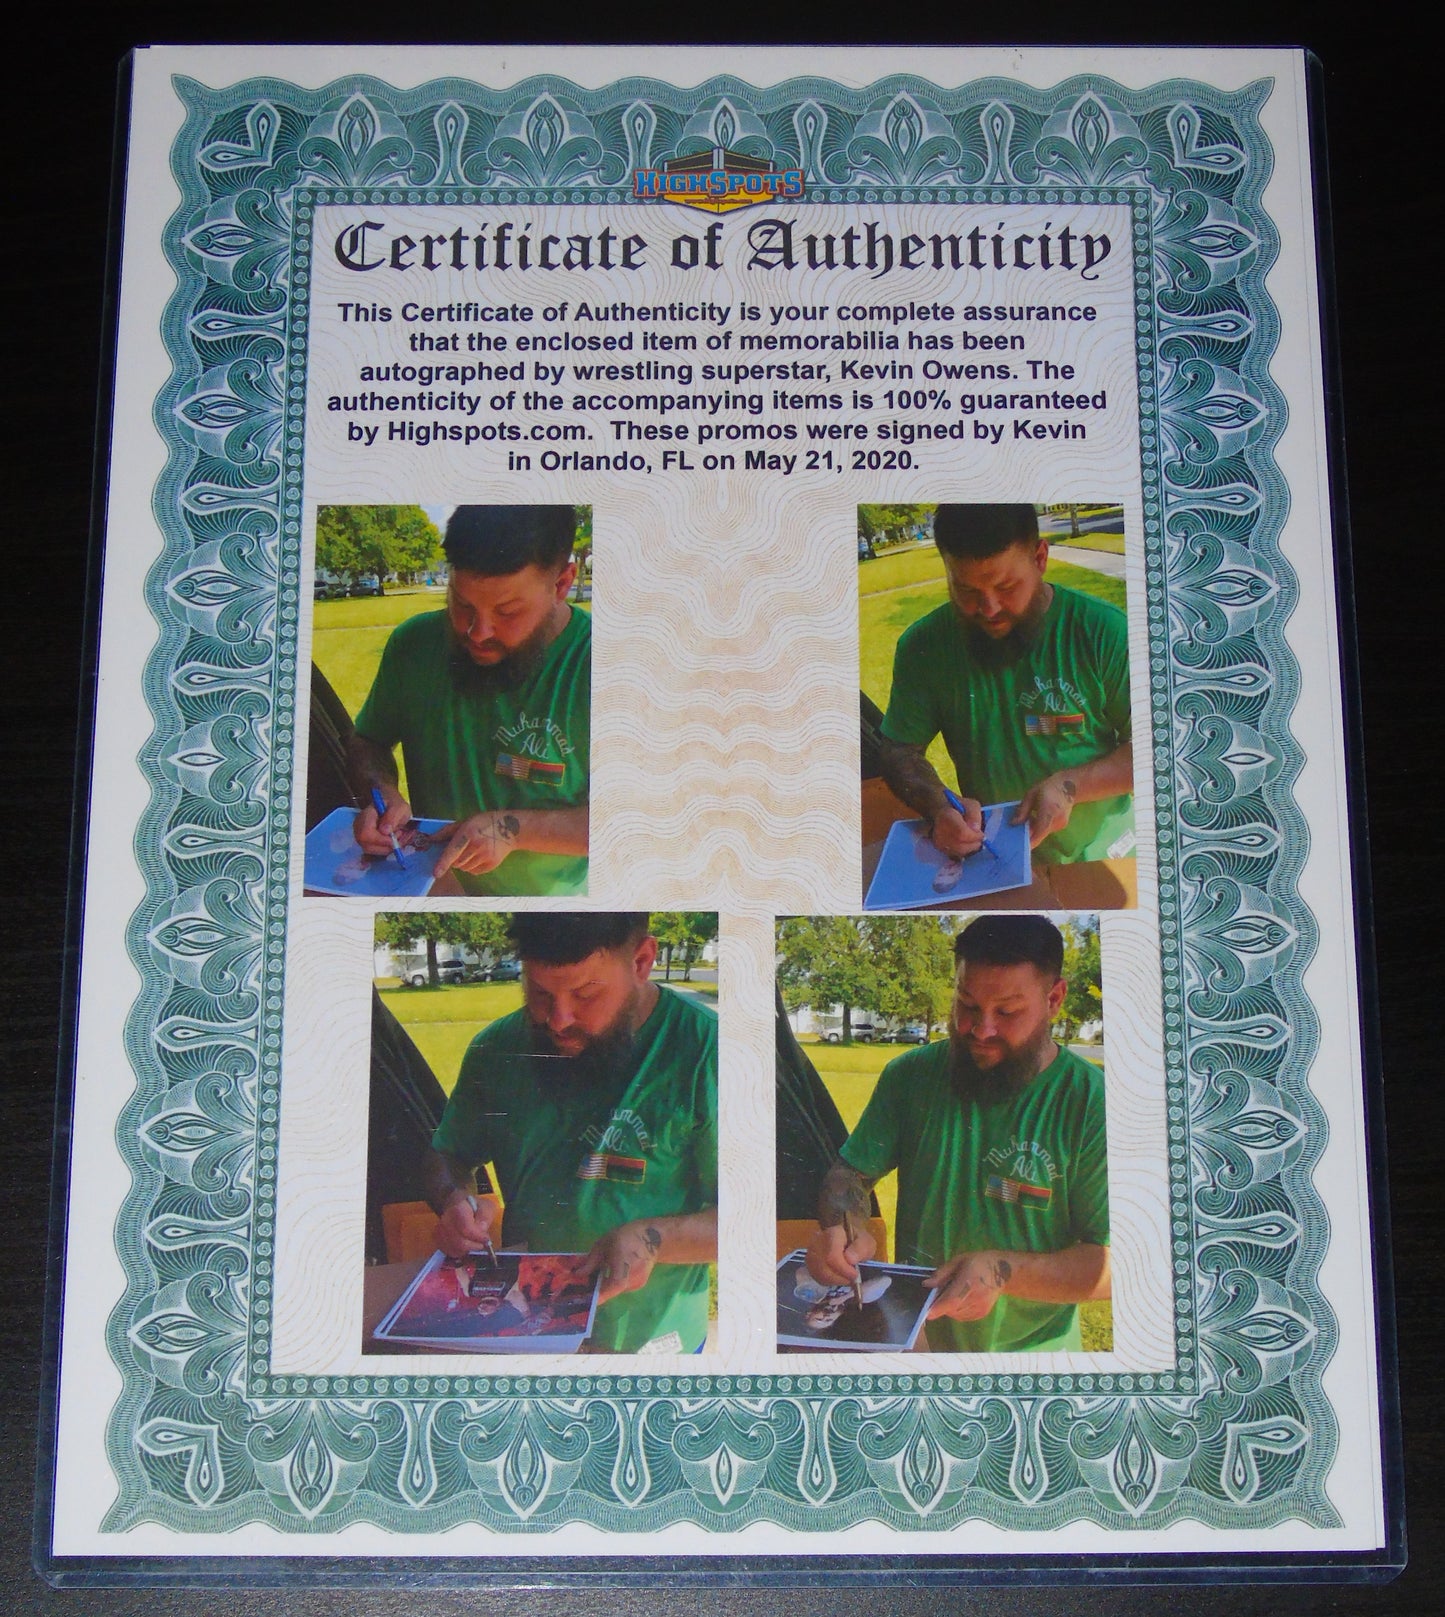 HIGHSPOTS
Certificate of Authenticity
This Certificate of Authenticity is your complete assurance
that the enclosed item of memorabilia has been
autographed by wrestling superstar, Kevin Owens. The
authenticity of the accompanying items is 100% guaranteed
by Highspots.com. These promos were signed by Kevin
in Orlando, FL on May 21, 2020.
Muhammad
Ali
Muhammad
Ali
Muhammad
Ali
Muhammad
Ali